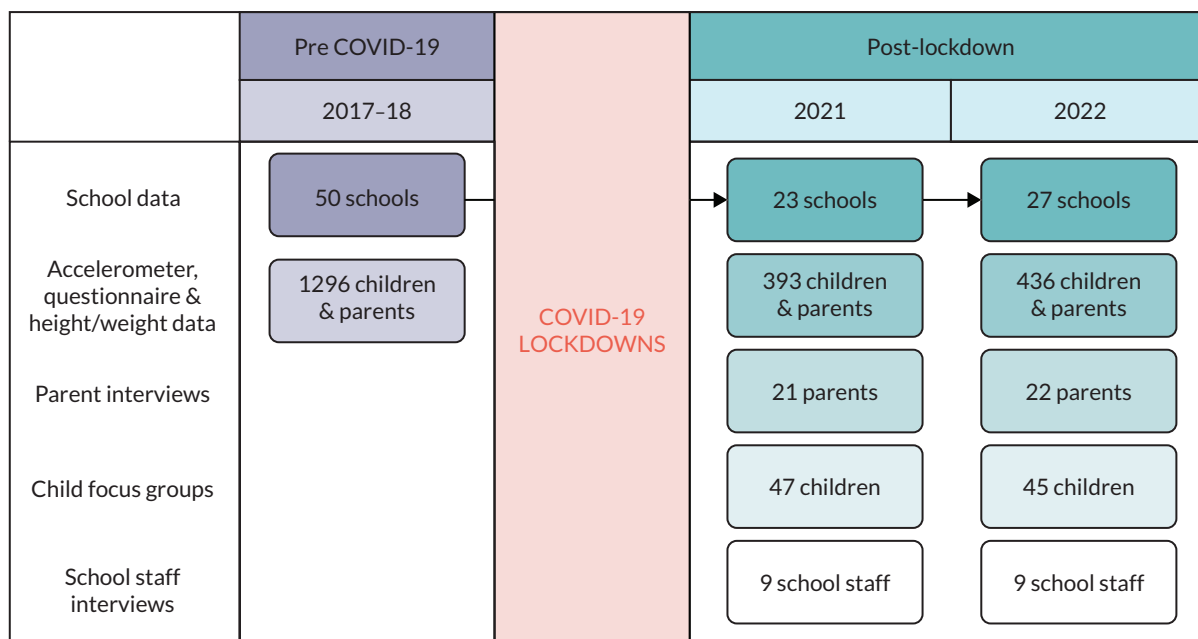 Pre COVID-19
Post-lockdown
2017–18
2021
2022
School data
50 schools
23 schools
27 schools
Accelerometer,
questionnaire &
height/weight data
1296 children
& parents
393 children
& parents
436 children
& parents
COVID-19
LOCKDOWNS
Parent interviews
21 parents
22 parents
Child focus groups
47 children
45 children
School staff
interviews
9 school staff
9 school staff